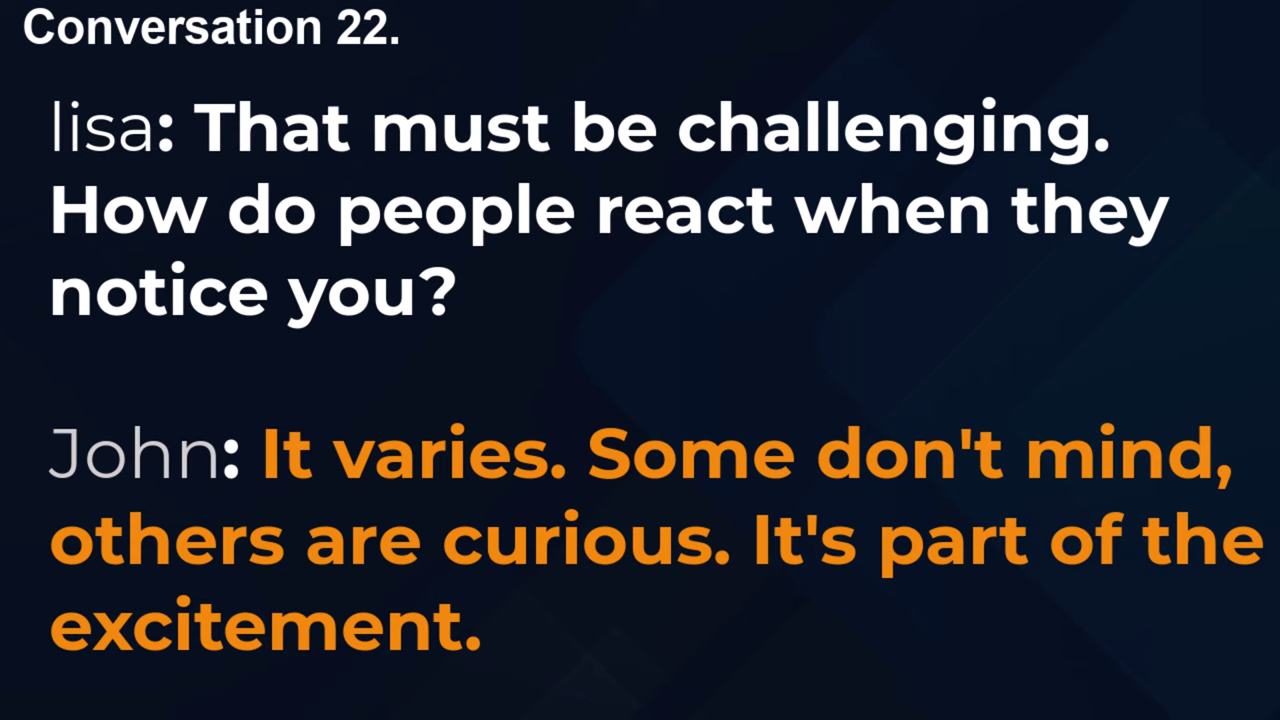 Conversation 22.
lisa: That must be challenging.
How do people react when they
notice you?
John: It varies. Some don't mind,
others are curious. It's part of the
excitement.